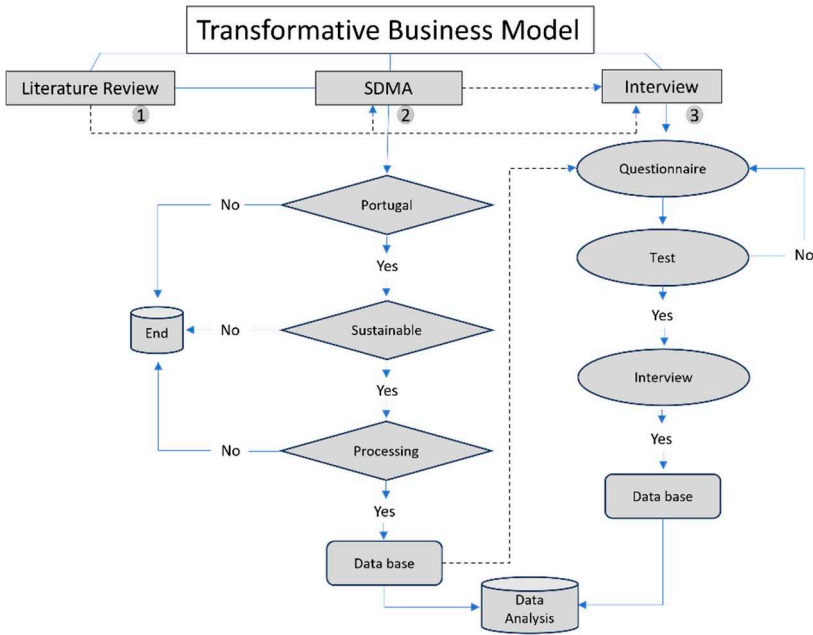 Transformative Business Model
Literature Review
SDMA
Interview
1
2
3
Questionnaire
No
Portugal
Test
No
Yes
Yes
End
No
Sustainable
Interview
Yes
Yes
No
Processing
Data base
Yes
Data base
Data
Analysis